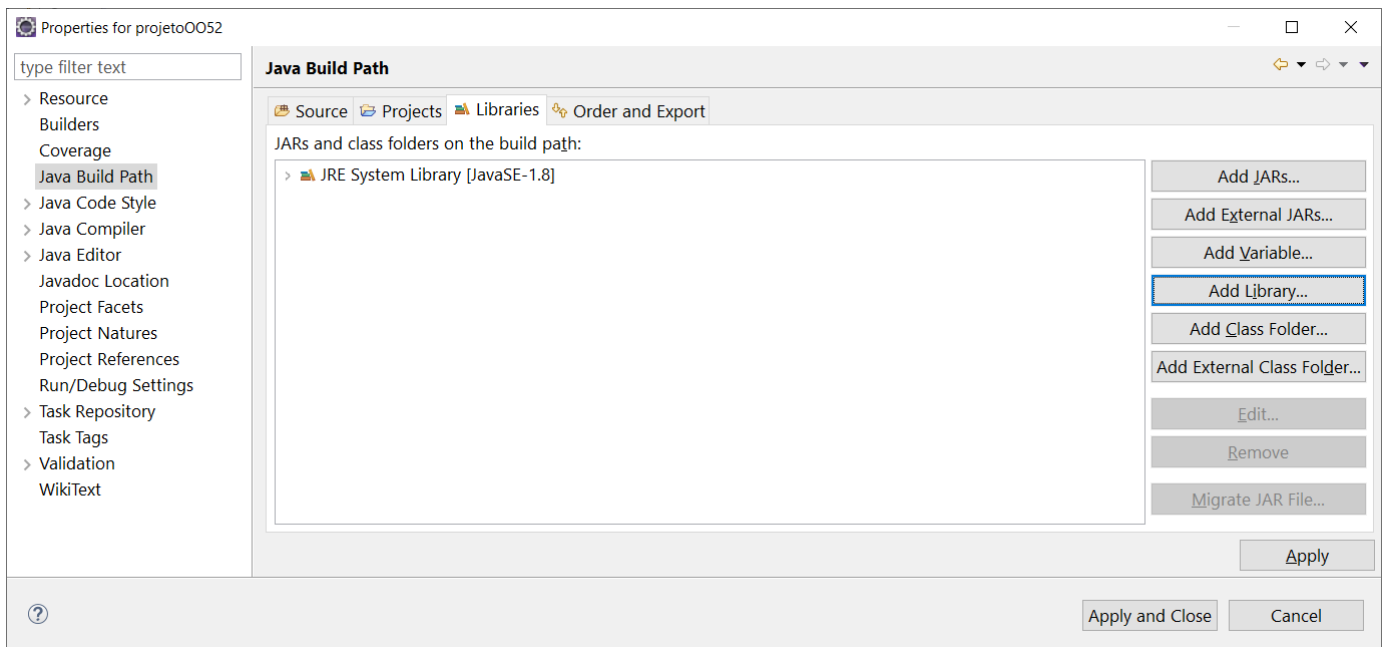 Properties for projetoOO52
type filter text
Resource
Builders
Coverage
Java Build Path
Java Code Style
Java Compiler
Java Editor
Javadoc Location
Project Facets
Project Natures
Project References
Run/Debug Settings
Task Repository
Task Tags
Validation
WikiText
Java Build Path
Source Projects Libraries Order and Export
JARs and class folders on the build path:
JRE System Library [JavaSE-1.8]
Add JARs...
Add External JARs...
Add Variable...
Add Library...
Add Class Folder...
Add External Class Folder...
Edit...
Remove
Migrate JAR File...
Apply
Apply and Close Cancel